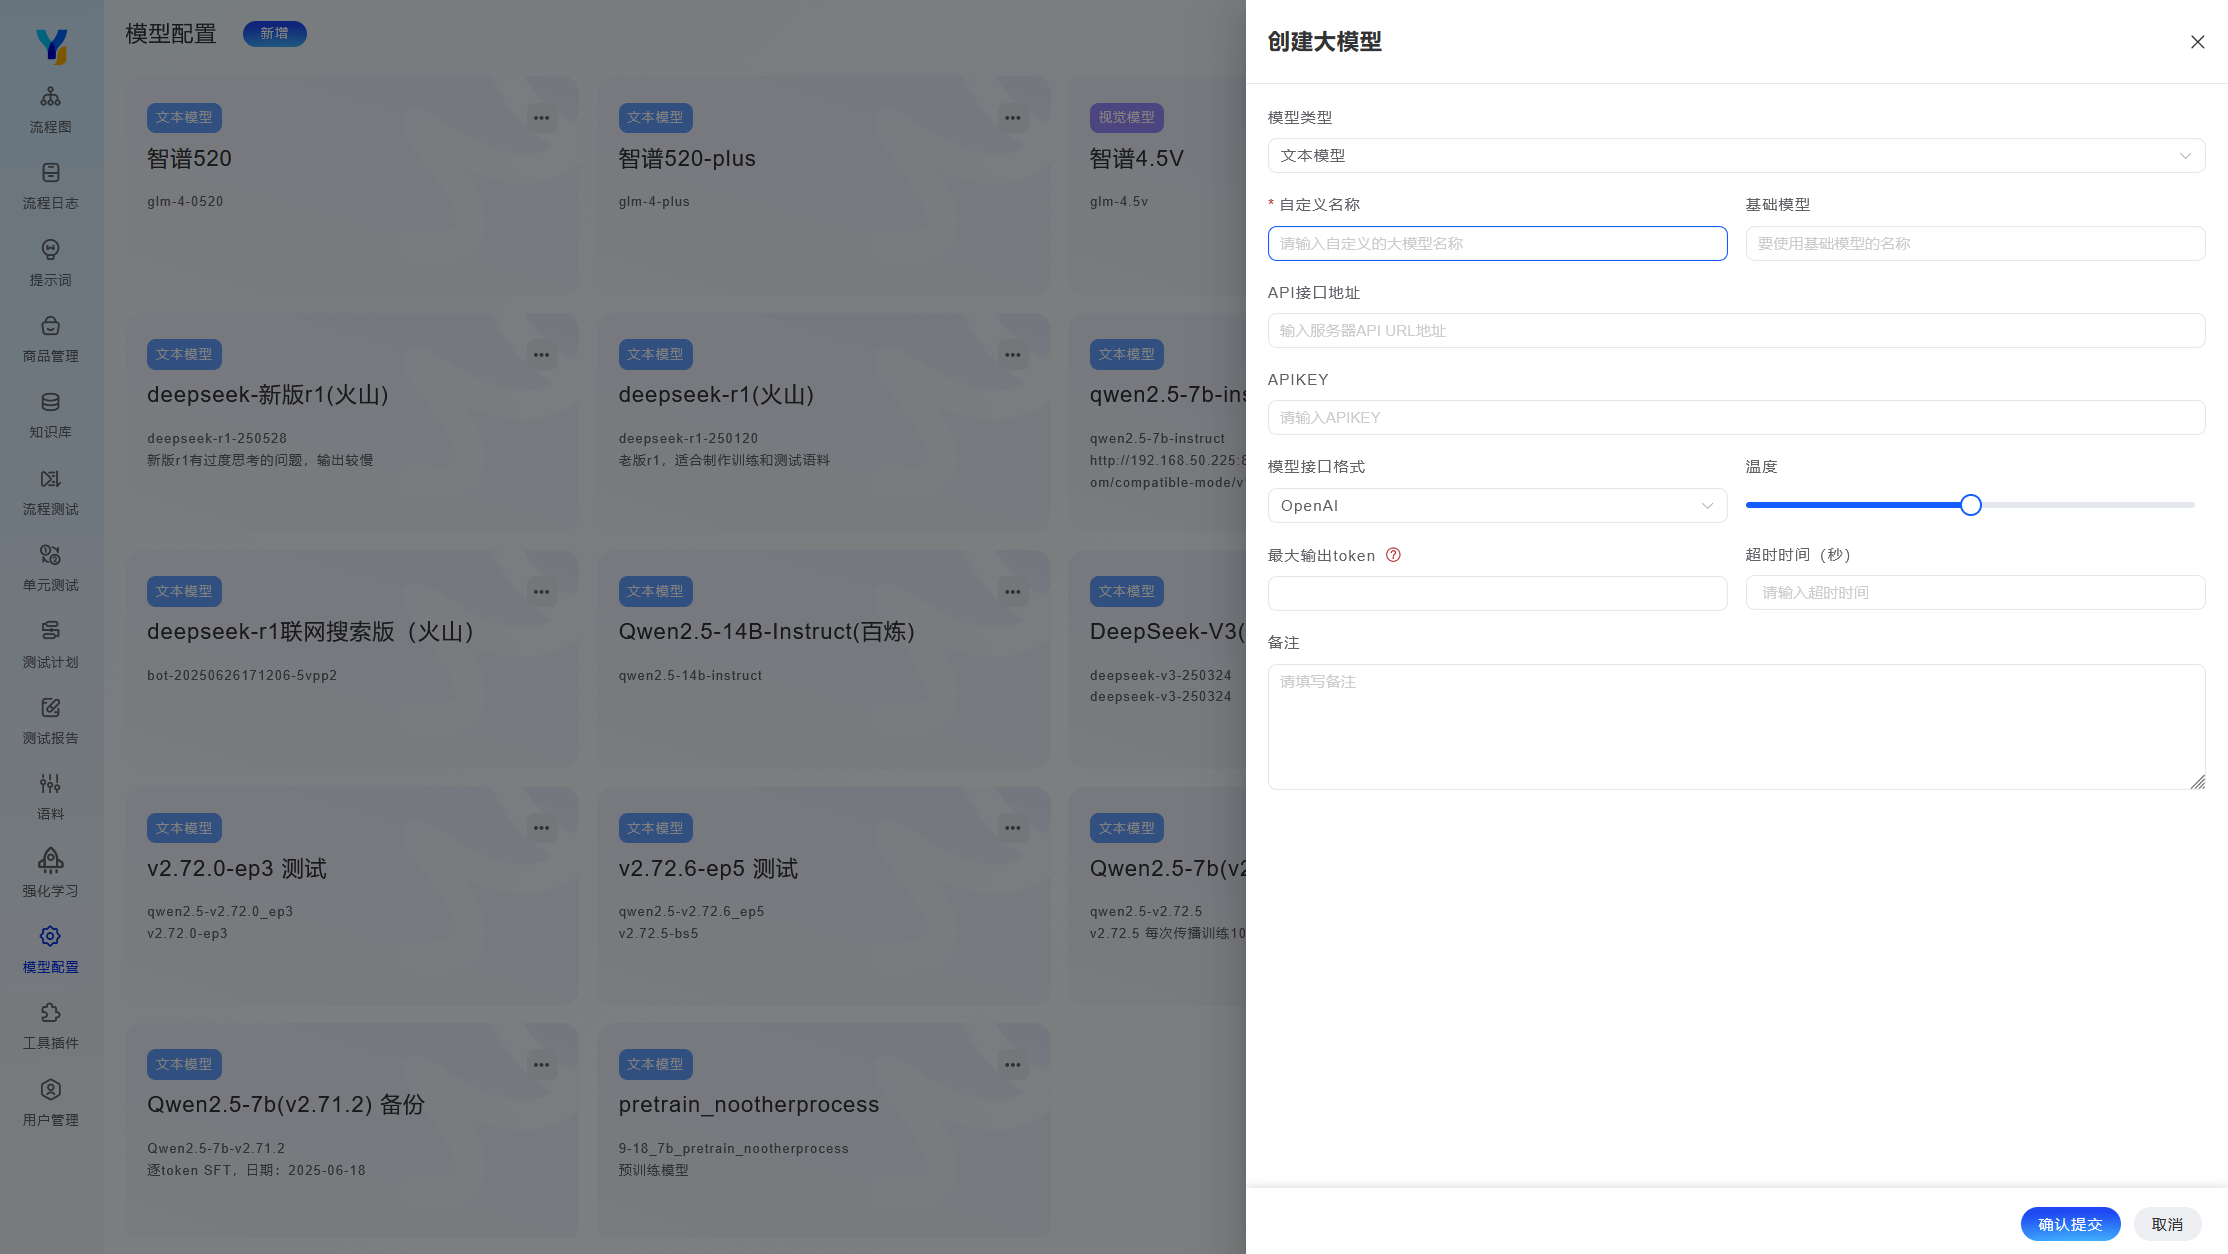 模型配置
新增
流程图
流程日志
提示词
商品管理
知识库
流程测试
单元测试
测试计划
测试报告
语料
强化学习
模型配置
工具插件
用户管理
文本模型
智谱520
glm-4-0520
文本模型
智谱520-plus
glm-4-plus
视觉模型
智谱4.5V
glm-4.5v
文本模型
deepseek-新版r1(火山)
deepseek-r1-250528
新版r1有过度思考的问题，输出较慢
文本模型
deepseek-r1(火山)
deepseek-r1-250120
老版r1，适合制作训练和测试语料
文本模型
qwen2.5-7b-ins
qwen2.5-7b-instruct
http://192.168.50.225:8
om/compatible-mode/v
文本模型
deepseek-r1联网搜索版（火山）
bot-20250626171206-5vpp2
文本模型
Qwen2.5-14B-Instruct(百炼)
qwen2.5-14b-instruct
文本模型
DeepSeek-V3(
deepseek-v3-250324
deepseek-v3-250324
文本模型
v2.72.0-ep3 测试
qwen2.5-v2.72.0_ep3
v2.72.0-ep3
文本模型
v2.72.6-ep5 测试
qwen2.5-v2.72.6_ep5
v2.72.5-bs5
文本模型
Qwen2.5-7b(v2
qwen2.5-v2.72.5
v2.72.5 每次传播训练10
文本模型
Qwen2.5-7b(v2.71.2) 备份
Qwen2.5-7b-v2.71.2
逐token SFT，日期：2025-06-18
文本模型
pretrain_nootherprocess
9-18_7b_pretrain_nootherprocess
预训练模型
创建大模型
模型类型
文本模型
* 自定义名称
请输入自定义的大模型名称
基础模型
要使用基础模型的名称
API接口地址
输入服务器API URL地址
APIKEY
请输入APIKEY
模型接口格式
OpenAI
温度
最大输出token
超时时间（秒）
请输入超时时间
备注
请填写备注
确认提交
取消